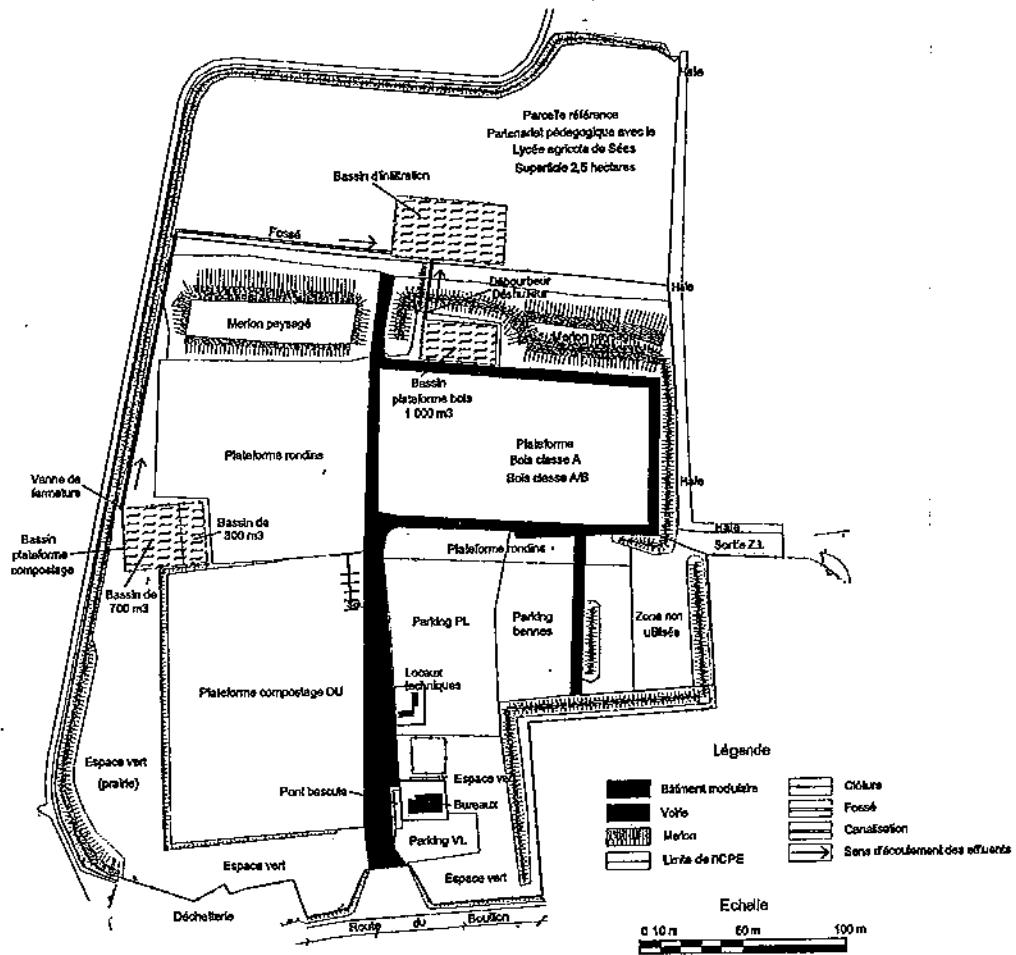 Haie
Parcelle référence
Partenariat pédagogique avec le
Lycée agricole de Sées
Superficie 2,5 hectares
Bassin d'infiltration
Fossé
Débourbeur
Déshuileur
Haie
Merlon paysagé
Merlon
Bassin
plateforme bois
1 000 m3
Plateforme rondins
Plateforme
Bois classe A
Bois classe A/B
Vanne de
fermeture
Haie
Bassin
plateforme
compostage
Bassin de
300 m3
Haie
Sortie Z.I.
Plateforme rondins
Bassin de
700 m3
Parking PL
Parking
bennes
Zone non
utilisée
Locaux
techniques
Plateforme compostage OU
Espace vert
(prairie)
Espace ve
Pont bascule
Bureaux
Parking VL
Espace vert
Espace vert
Déchetterie
Route du Bouillon
Légende
Bâtiment modulaire
Voirie
Merlon
Limite de l'ICPE
Clôture
Fossé
Canalisation
Sens d'écoulement des effluents
Echelle
0 10 m 50 m 100 m